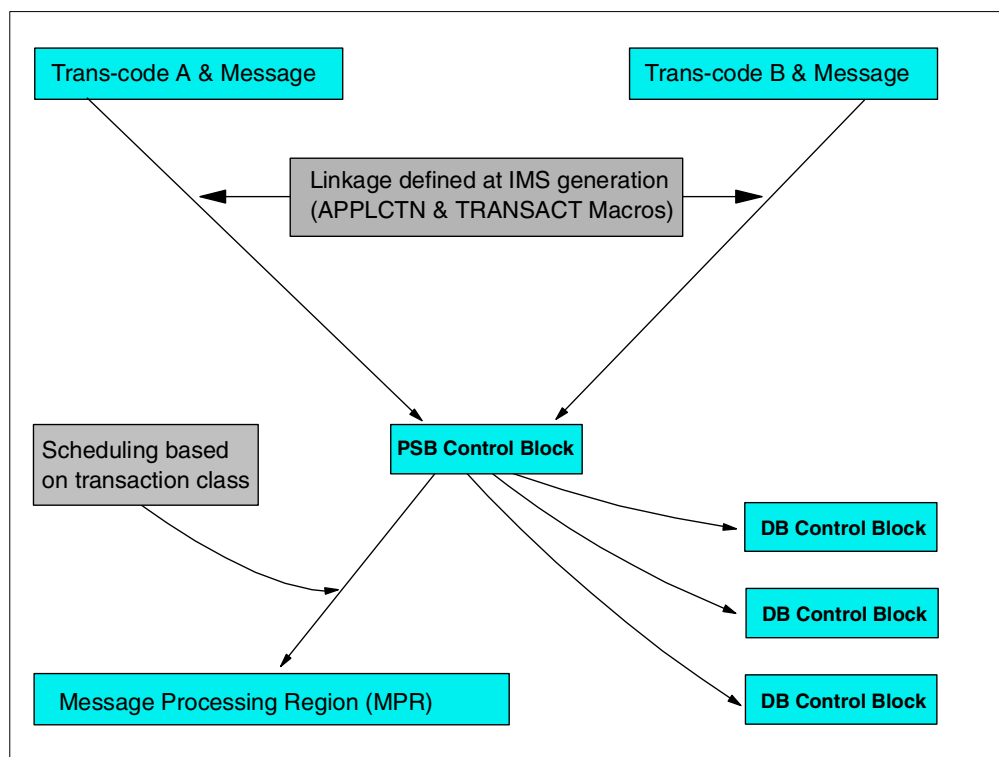 Trans-code A & Message
Trans-code B & Message
Linkage defined at IMS generation
(APPLCTN & TRANSACT Macros)
PSB Control Block
Scheduling based
on transaction class
DB Control Block
DB Control Block
DB Control Block
Message Processing Region (MPR)